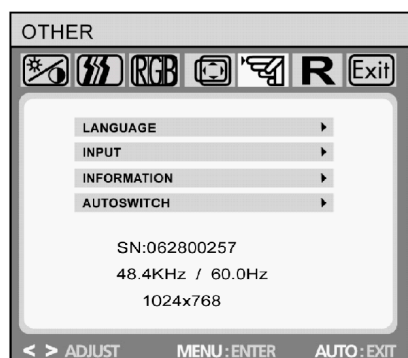 OTHER
RGB R Exit
LANGUAGE
INPUT
INFORMATION
AUTOSWITCH
SN:062800257
48.4KHz / 60.0Hz
1024x768
< > ADJUST MENU : ENTER AUTO : EXIT